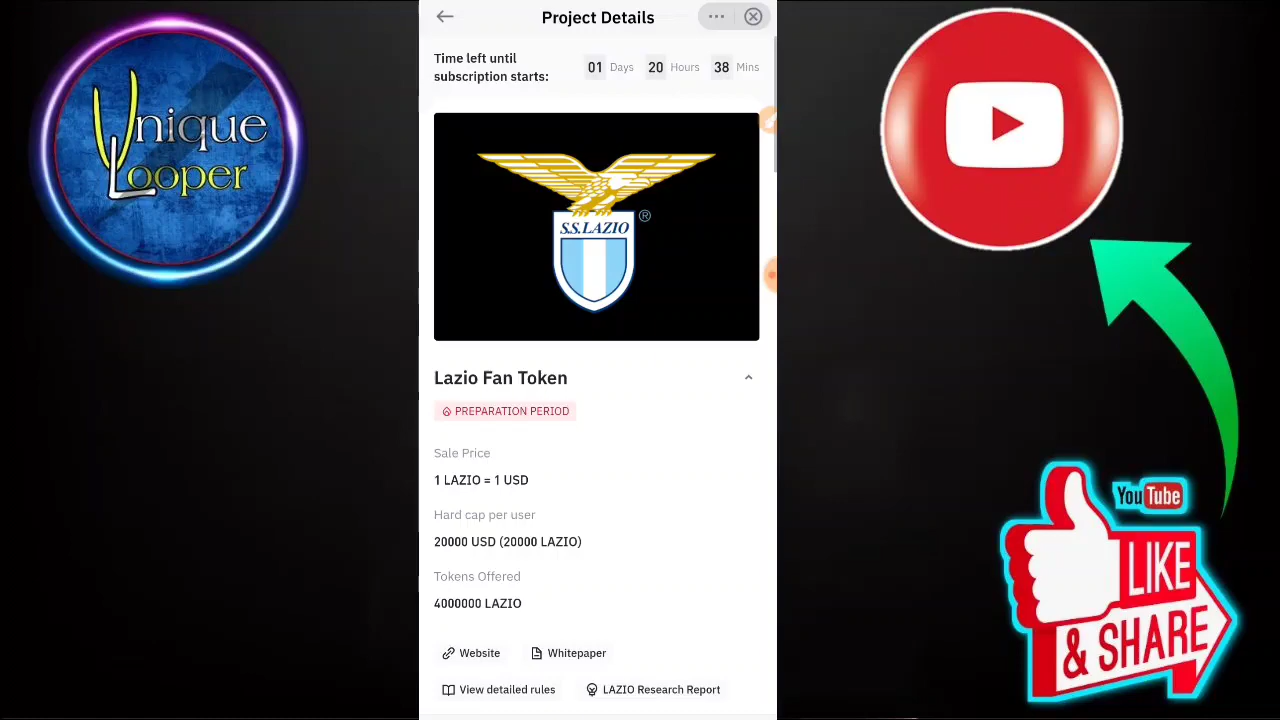 Project Details
Time left until
subscription starts:
01 Days 20 Hours 38 Mins
Unique
Looper
S.S.LAZIO
®
Lazio Fan Token
PREPARATION PERIOD
Sale Price
1 LAZIO = 1 USD
Hard cap per user
20000 USD (20000 LAZIO)
Tokens Offered
4000000 LAZIO
Website
Whitepaper
View detailed rules
LAZIO Research Report
YouTube
LIKE
& SHARE